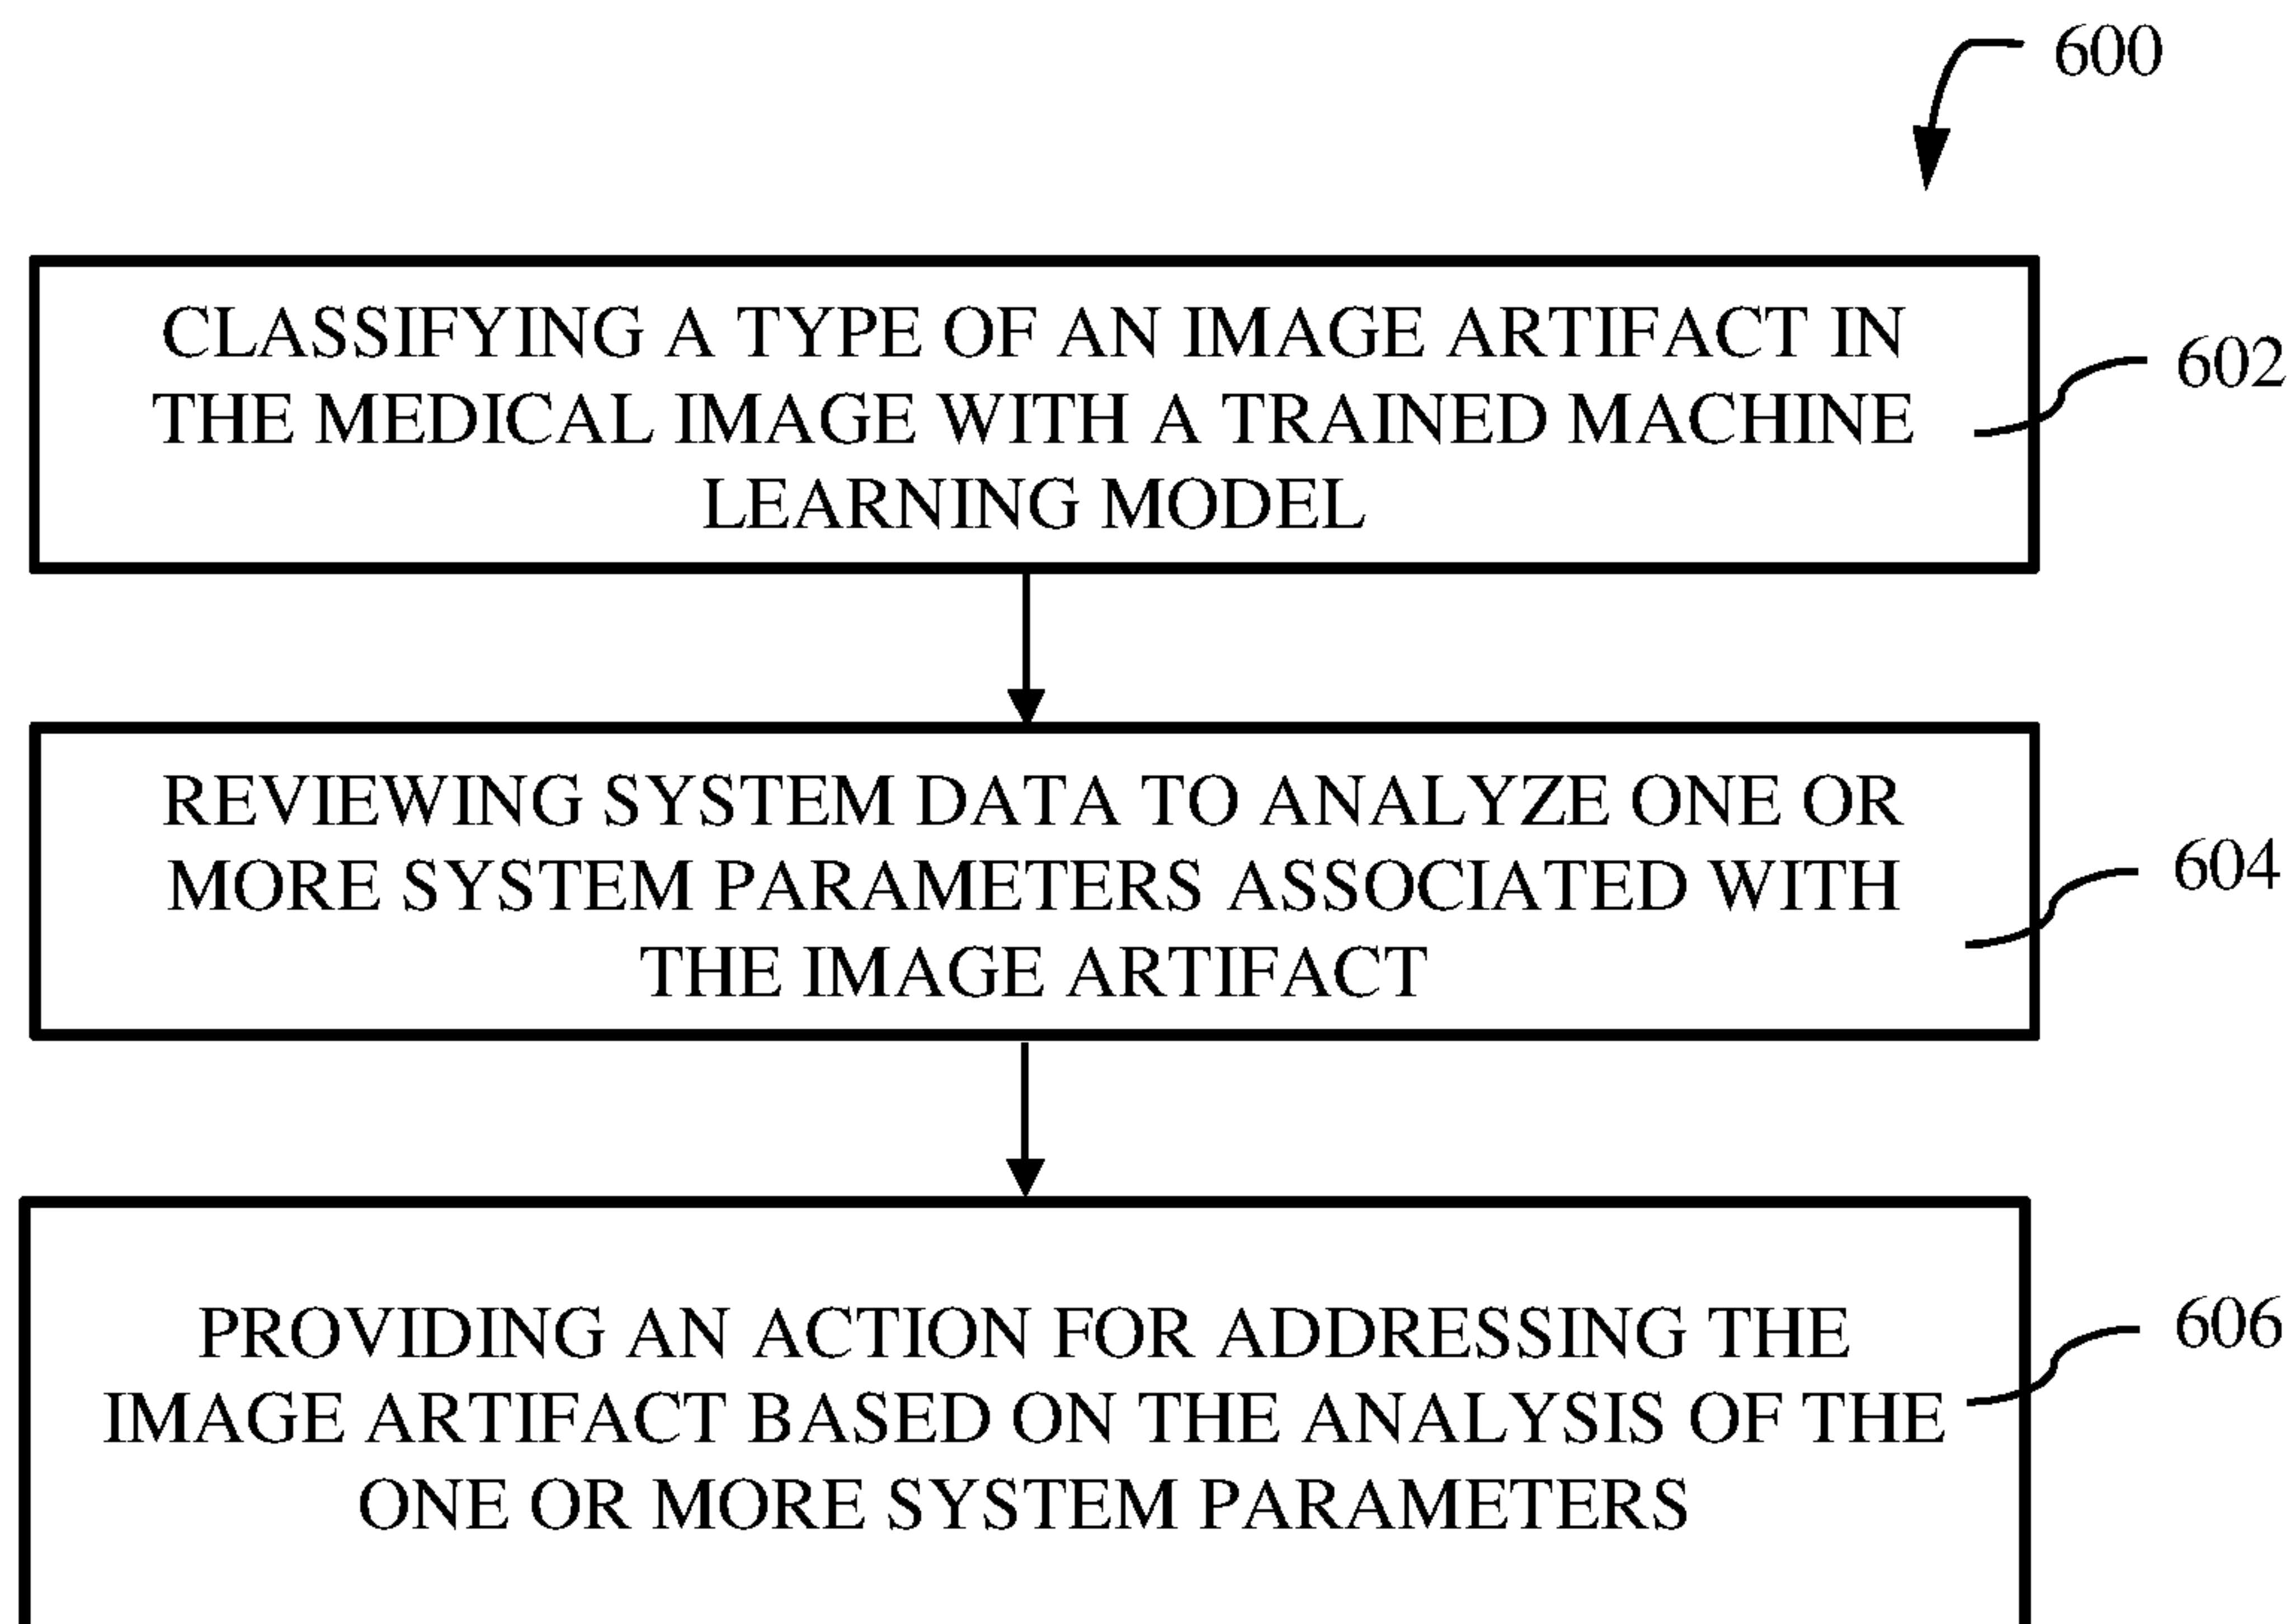 600
CLASSIFYING A TYPE OF AN IMAGE ARTIFACT IN
THE MEDICAL IMAGE WITH A TRAINED MACHINE
LEARNING MODEL
602
REVIEWING SYSTEM DATA TO ANALYZE ONE OR
MORE SYSTEM PARAMETERS ASSOCIATED WITH
THE IMAGE ARTIFACT
604
PROVIDING AN ACTION FOR ADDRESSING THE
IMAGE ARTIFACT BASED ON THE ANALYSIS OF THE
ONE OR MORE SYSTEM PARAMETERS
606